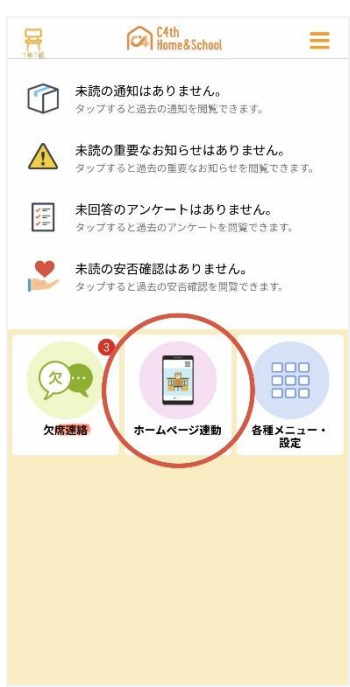 C4th
Home&School
1年1組
未読の通知はありません。
タップすると過去の通知を閲覧できます。
未読の重要なお知らせはありません。
タップすると過去の重要なお知らせを閲覧できます。
未回答のアンケートはありません。
タップすると過去のアンケートを閲覧できます。
未読の安否確認はありません。
タップすると過去の安否確認を閲覧できます。
3
欠
欠席連絡
ホームページ連動
各種メニュー・
設定